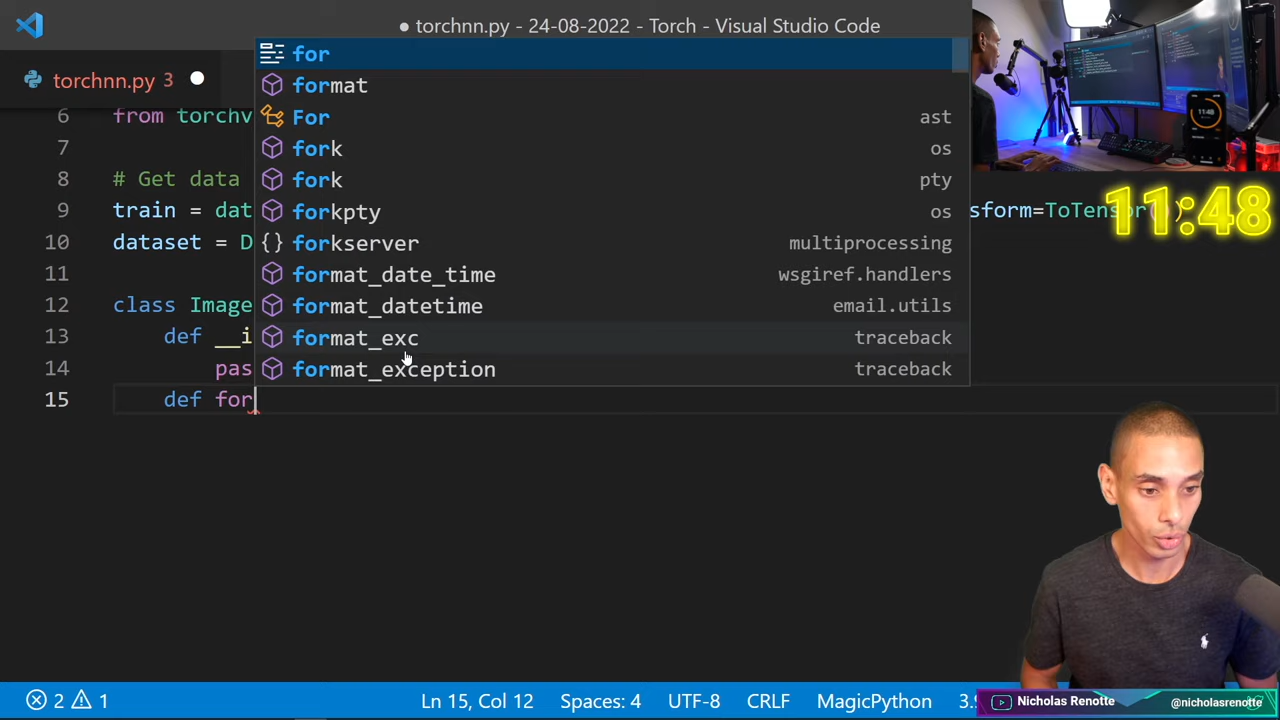 ● torchnn.py - 24-08-2022 - Torch - Visual Studio Code
torchnn.py 3 ●
for
format
For ast
fork os
fork pty
forkpty os
forkserver multiprocessing
format_date_time wsgiref.handlers
format_datetime email.utils
format_exc traceback
format_exception traceback
6 from torchv
7
8 # Get data
9 train = dat sform=ToTensor())
10 dataset = D
11
12 class Image
13 def __i
14 pas
15 def for
11:48
Ln 15, Col 12 Spaces: 4 UTF-8 CRLF MagicPython 3.9
2 1
Nicholas Renotte @nicholasrenotte